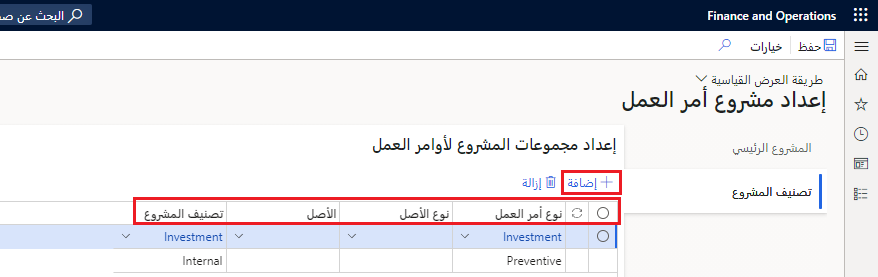 Finance and Operations
البحث عن صف
حفظ
خيارات
طريقة العرض القياسية
إعداد مشروع أمر العمل
المشروع الرئيسي
تصنيف المشروع
إعداد مجموعات المشروع لأوامر العمل
إضافة
إزالة
نوع أمر العمل نوع الأصل الأصل تصنيف المشروع
Investment Investment
Preventive Internal